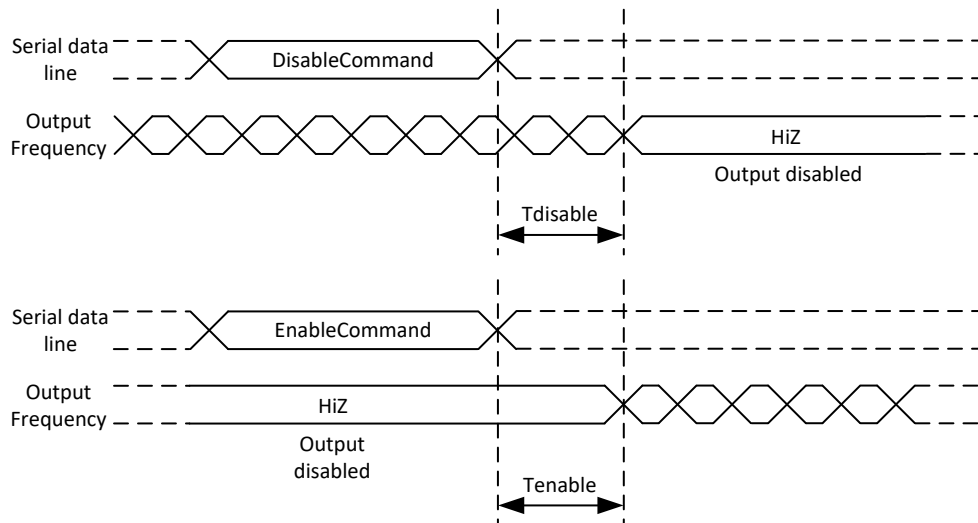 Serial data
line
DisableCommand
Output
Frequency
HiZ
Output disabled
Tdisable
Serial data
line
EnableCommand
Output
Frequency
HiZ
Output
disabled
Tenable